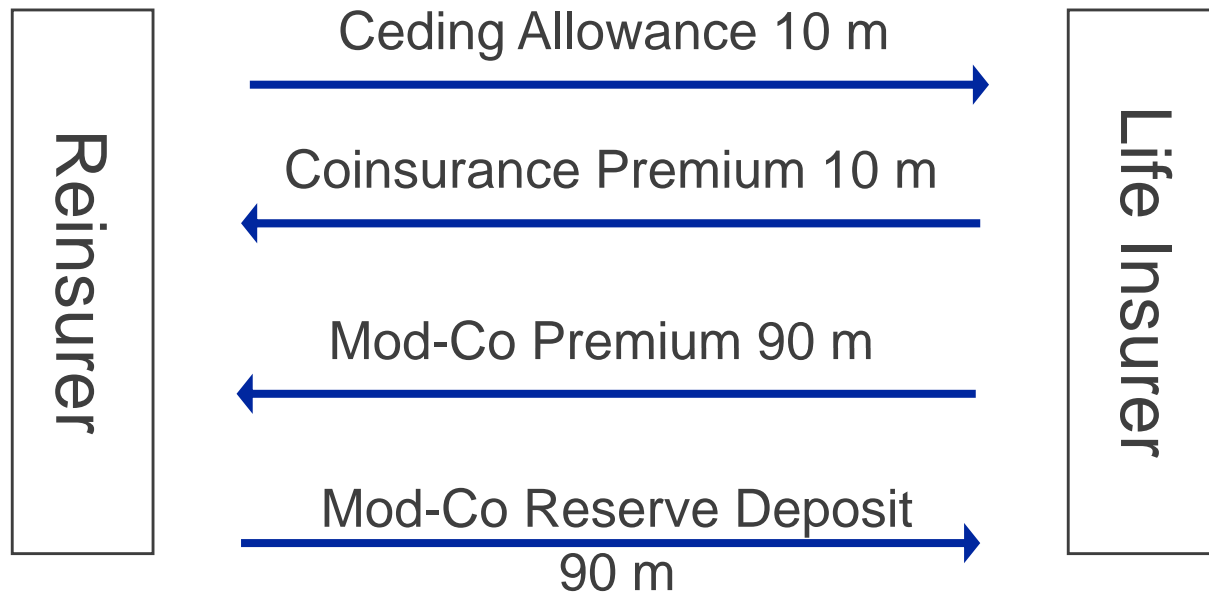 Reinsurer
Ceding Allowance 10 m
Coinsurance Premium 10 m
Mod-Co Premium 90 m
Mod-Co Reserve Deposit
90 m
Life Insurer